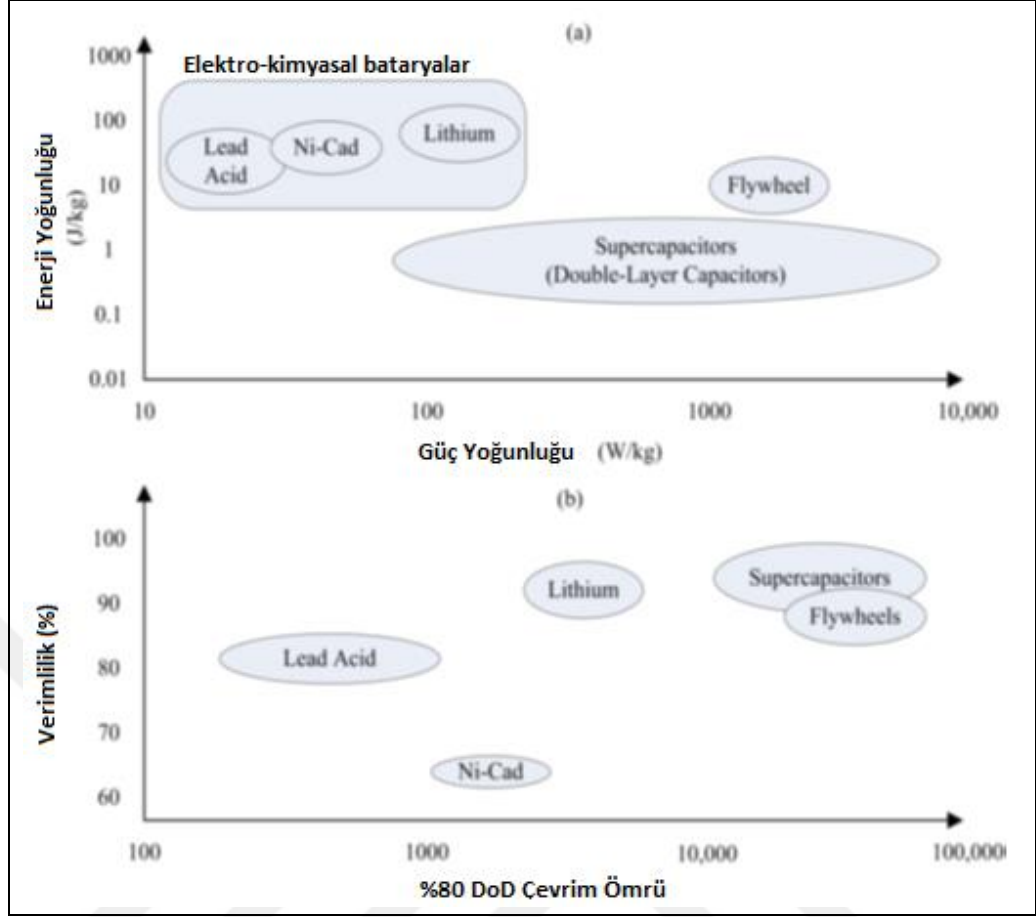 (a)
1000
Elektro-kimyasal bataryalar
100
Lead
Acid
Ni-Cad
Lithium
10
Flywheel
Enerji Yoğunluğu
(J/kg)
1
Supercapacitors
(Double-Layer Capacitors)
0.1
0.01
10
100
1000
10,000
Güç Yoğunluğu (W/kg)
(b)
100
Supercapacitors
Lithium
90
Flywheels
Verimlilik (%)
Lead Acid
80
70
Ni-Cad
60
100
1000
10,000
100,000
%80 DoD Çevrim Ömrü